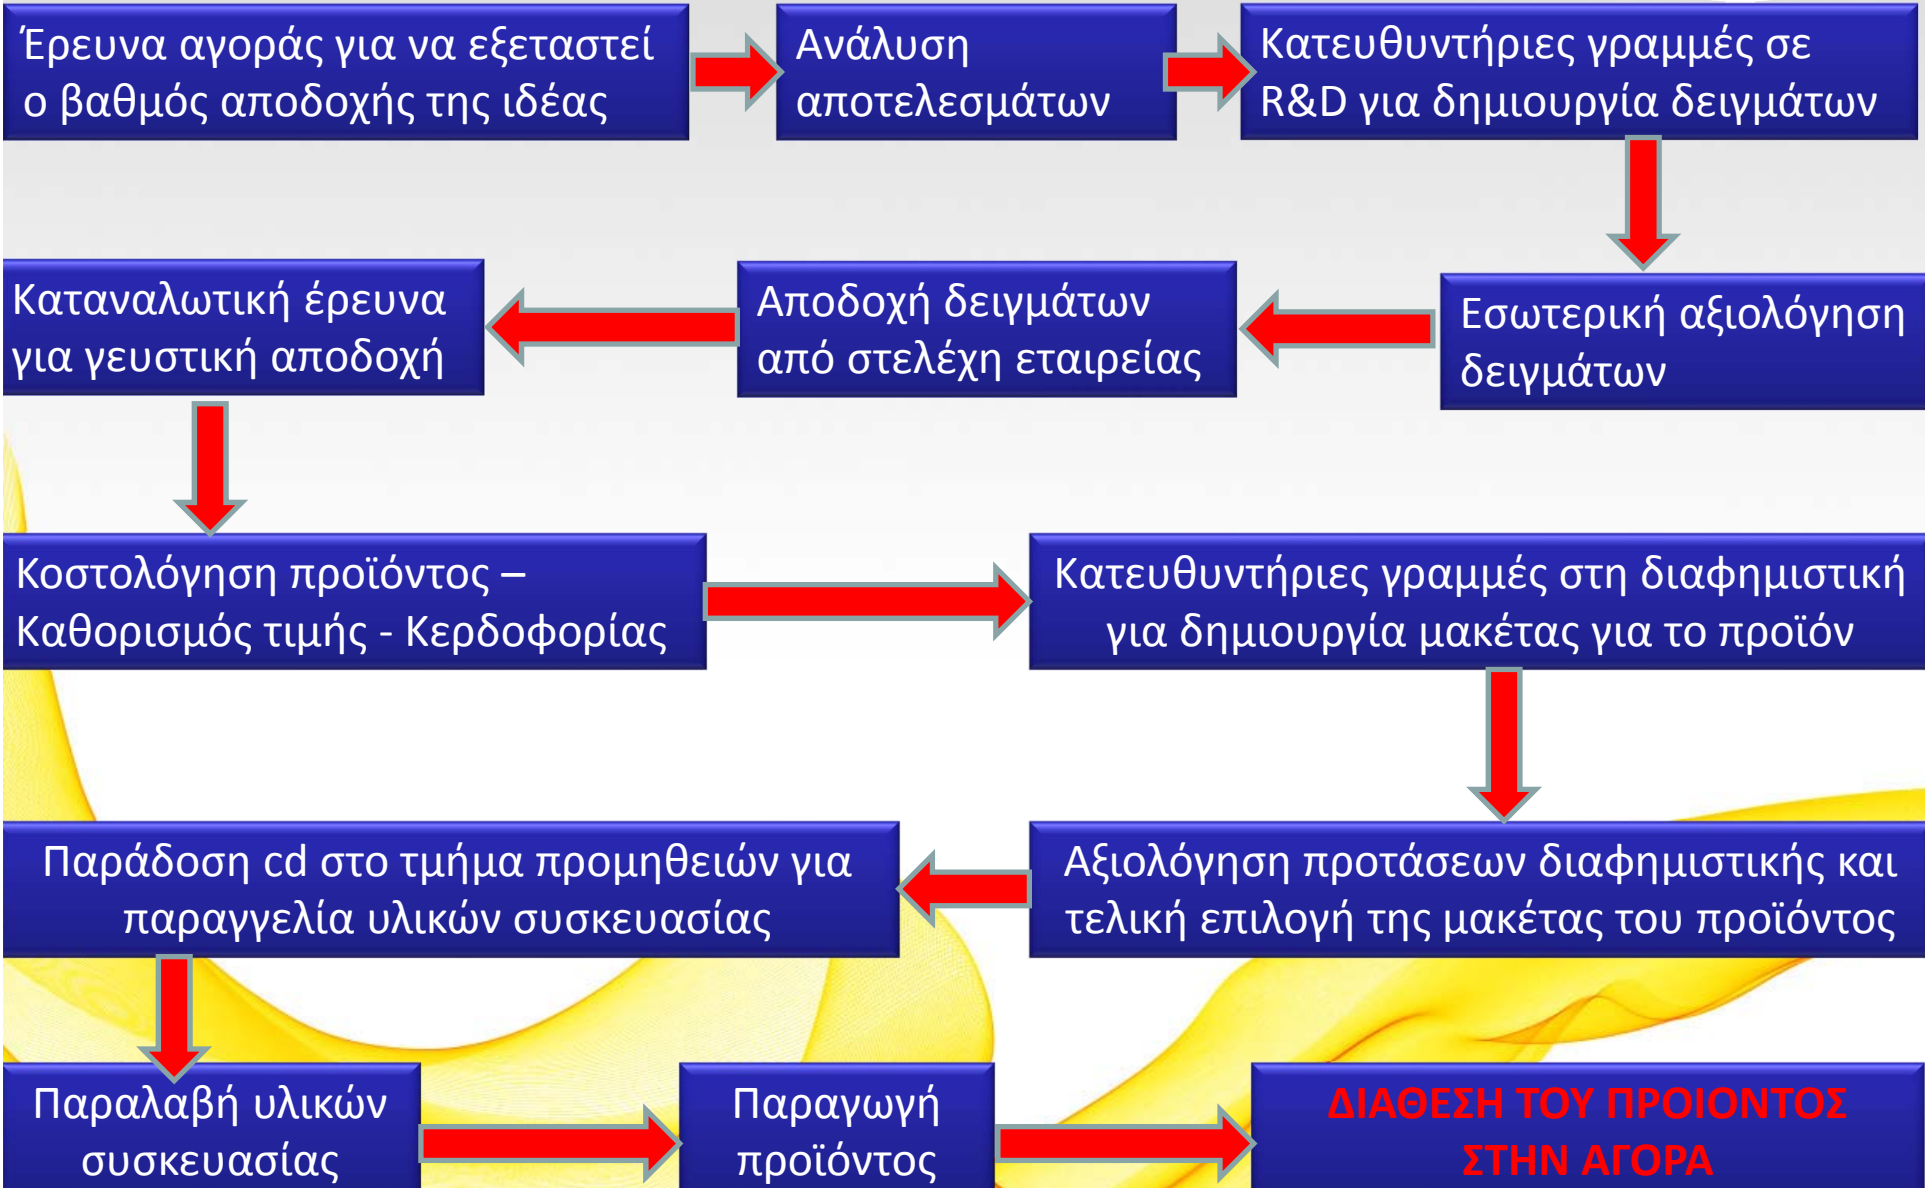 Έρευνα αγοράς για να εξεταστεί
ο βαθμός αποδοχής της ιδέας
Ανάλυση
αποτελεσμάτων
Κατευθυντήριες γραμμές σε
R&D για δημιουργία δειγμάτων
Εσωτερική αξιολόγηση
δειγμάτων
Αποδοχή δειγμάτων
από στελέχη εταιρείας
Καταναλωτική έρευνα
για γευστική αποδοχή
Κοστολόγηση προϊόντος –
Καθορισμός τιμής - Κερδοφορίας
Κατευθυντήριες γραμμές στη διαφημιστική
για δημιουργία μακέτας για το προϊόν
Αξιολόγηση προτάσεων διαφημιστικής και
τελική επιλογή της μακέτας του προϊόντος
Παράδοση cd στο τμήμα προμηθειών για
παραγγελία υλικών συσκευασίας
Παραλαβή υλικών
συσκευασίας
Παραγωγή
προϊόντος
ΔΙΑΘΕΣΗ ΤΟΥ ΠΡΟΙΟΝΤΟΣ
ΣΤΗΝ ΑΓΟΡΑ